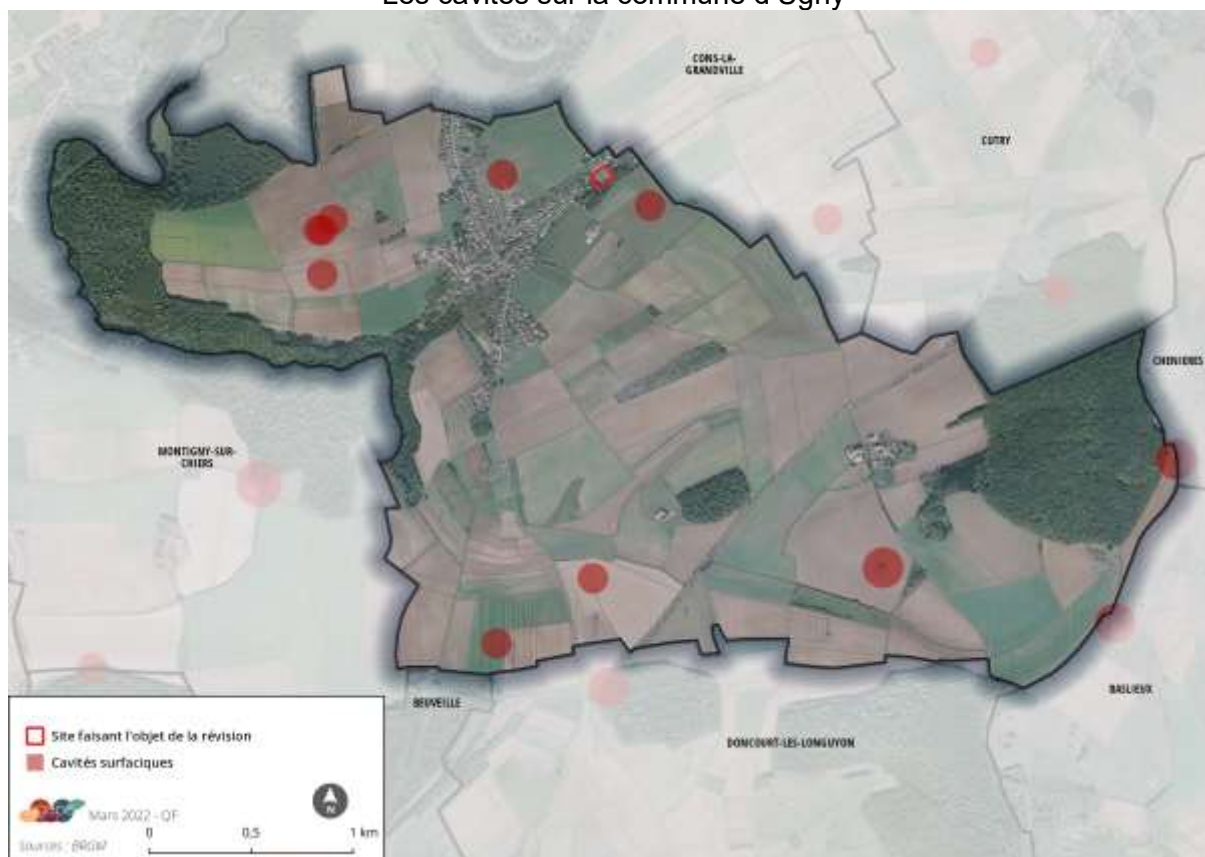 Les cavités sur la commune d'Ugny
CONS-LA-
GRANDVILLE
CUTRY
CHENIERES
MONTIGNY-SUR-
CHIERS
BEUVEILLE
BASLIEUX
DONCOURT-LES-LONGUYON
Site faisant l'objet de la révision
Cavités surfaciques
N
Mars 2022 - QF
0 0,5 1 km
Sources : BRGM